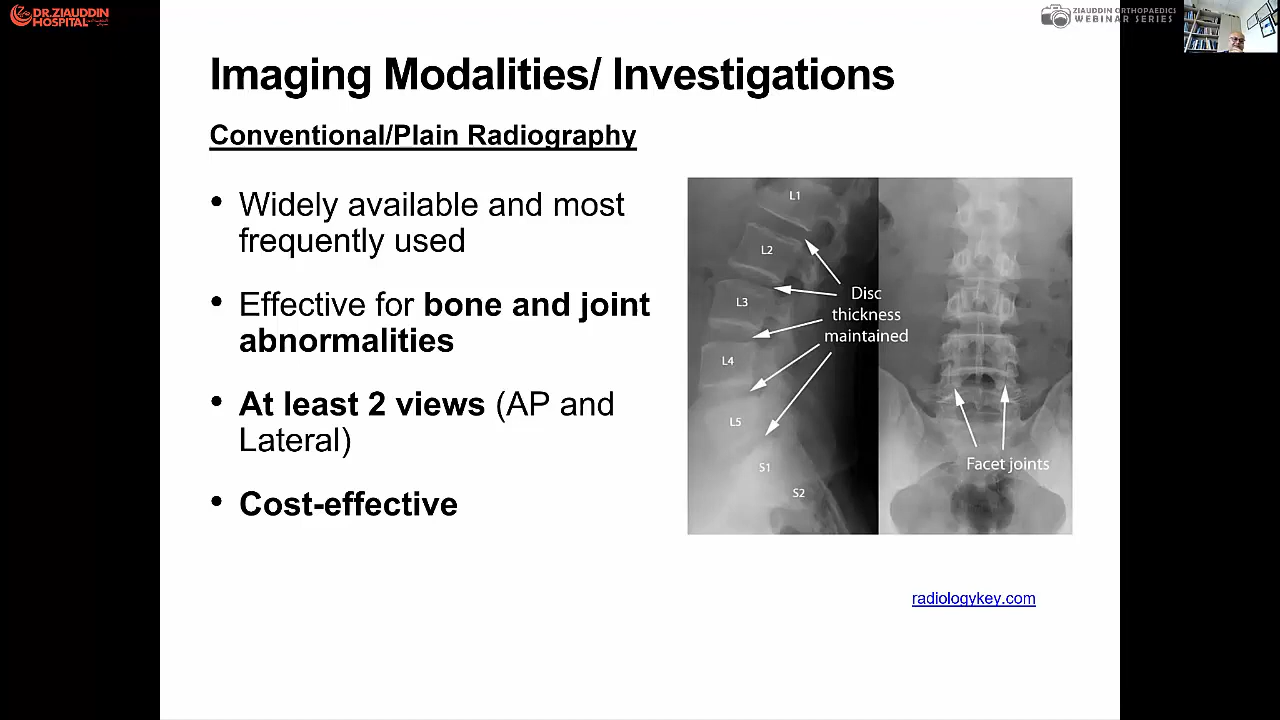 DR.ZIAUDDIN
HOSPITAL
ZIAUDDIN ORTHOPAEDICS
WEBINAR SERIES
Imaging Modalities/ Investigations
Conventional/Plain Radiography
• Widely available and most
frequently used
• Effective for bone and joint
abnormalities
• At least 2 views (AP and
Lateral)
• Cost-effective
L1
L2
L3
L4
L5
S1
S2
Disc
thickness
maintained
Facet joints
radiologykey.com